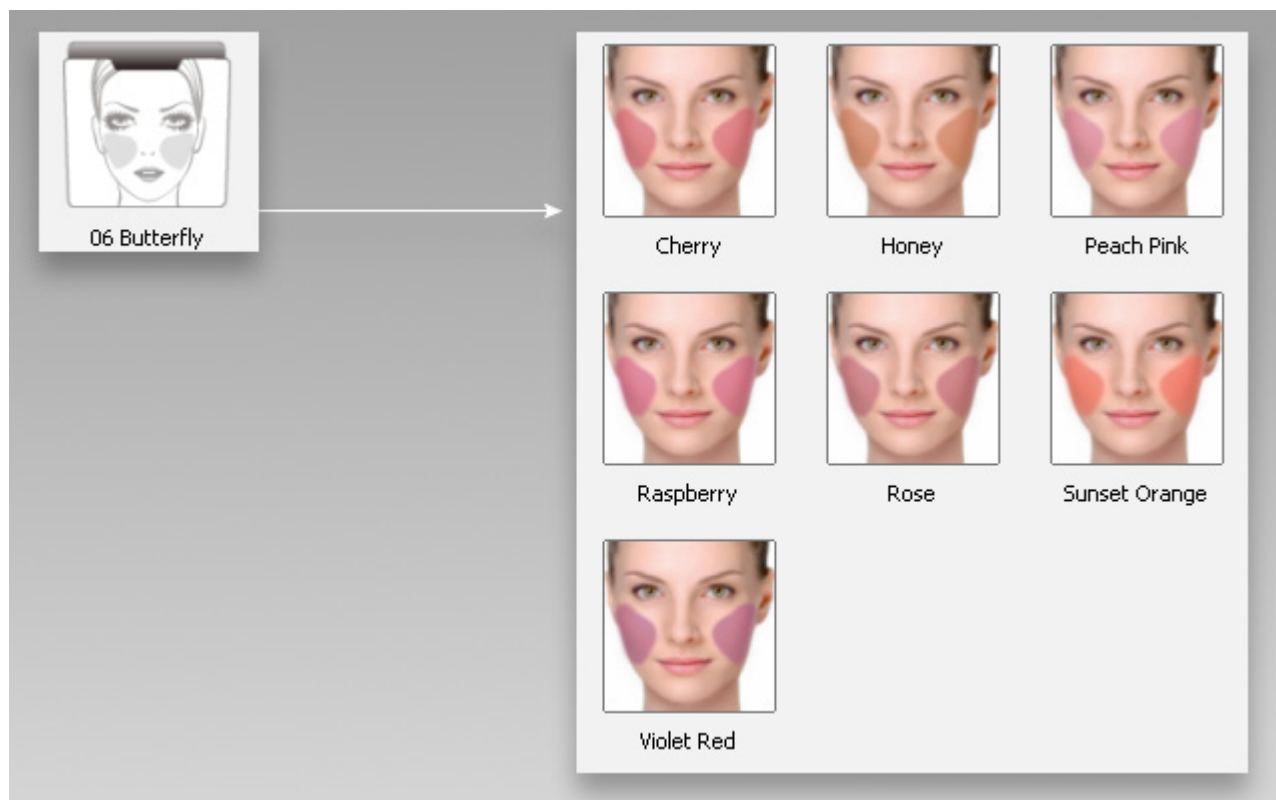 06 Butterfly
Cherry
Honey
Peach Pink
Raspberry
Rose
Sunset Orange
Violet Red